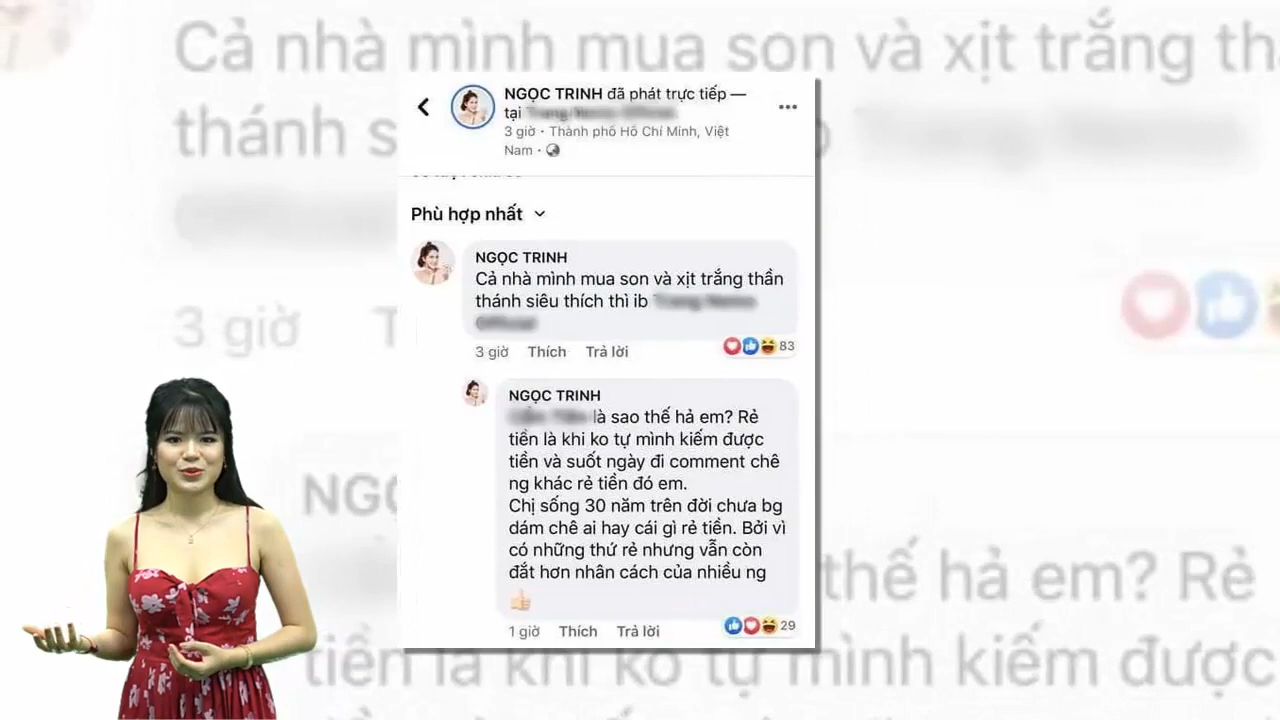 Cả nhà mình mua son và xịt trắng th
thánh s
3 giờ T
NGỌ
thế hả em? Rẻ
tiền là khi ko tự mình kiếm được
NGỌC TRINH đã phát trực tiếp —
tại
3 giờ · Thành phố Hồ Chí Minh, Việt
Nam ·
Phù hợp nhất
NGỌC TRINH
Cả nhà mình mua son và xịt trắng thần
thánh siêu thích thì ib
3 giờ Thích Trả lời 83
NGỌC TRINH
là sao thế hả em? Rẻ
tiền là khi ko tự mình kiếm được
tiền và suốt ngày đi comment chê
ng khác rẻ tiền đó em.
Chị sống 30 năm trên đời chưa bg
dám chê ai hay cái gì rẻ tiền. Bởi vì
có những thứ rẻ nhưng vẫn còn
đắt hơn nhân cách của nhiều ng
1 giờ Thích Trả lời 29